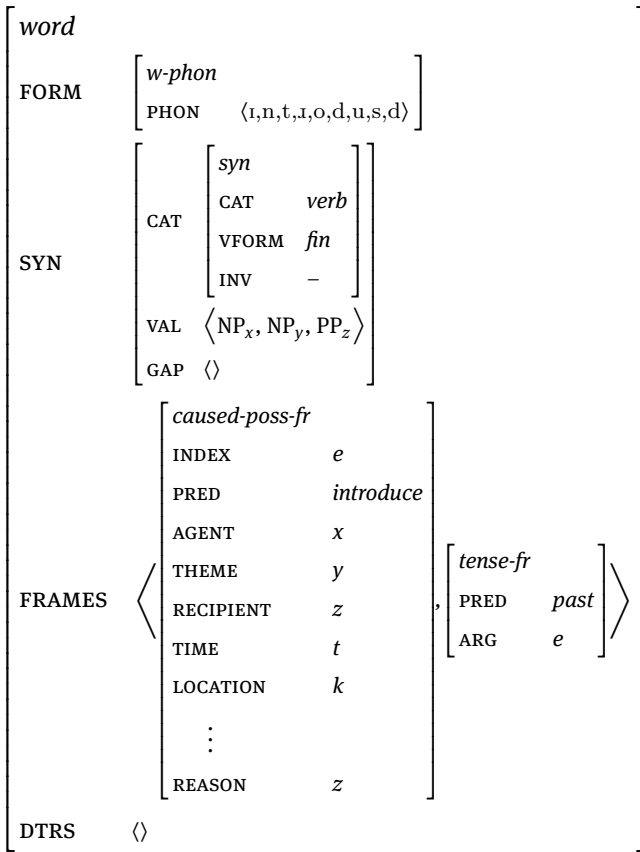 word
FORM w-phon
PHON ⟨ɪ,n,t,ɹ,o,d,u,s,d⟩
SYN CAT syn
CAT verb
VFORM fin
INV –
VAL ⟨NPx, NPy, PPz⟩
GAP ⟨⟩
FRAMES ⟨ caused-poss-fr
INDEX e
PRED introduce
AGENT x
THEME y
RECIPIENT z
TIME t
LOCATION k
⋮
REASON z
, tense-fr
PRED past
ARG e ⟩
DTRS ⟨⟩